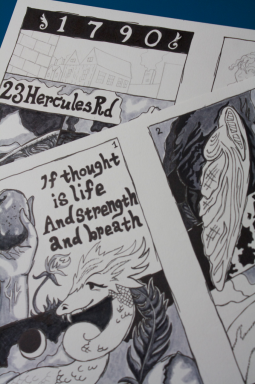 1790
23 Hercules Rd
1
If thought
is life
And strength
and breath
2